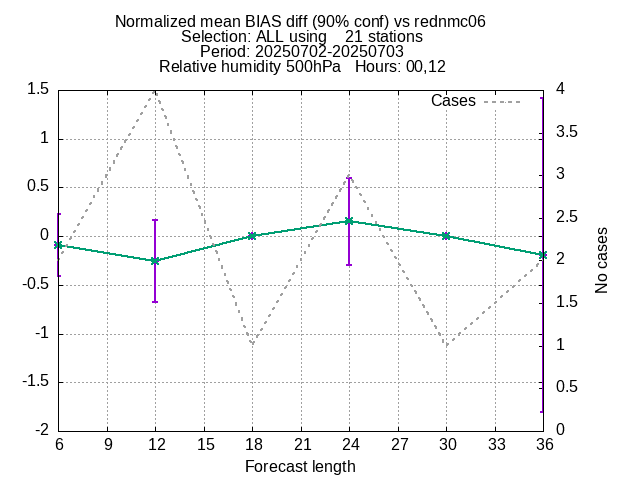 Normalized mean BIAS diff (90% conf) vs rednmc06
Selection: ALL using    21 stations
Period: 20250702-20250703
Relative humidity 500hPa   Hours: 00,12
Cases
1.5
1
0.5
0
-0.5
-1
-1.5
-2
4
3.5
3
2.5
2
1.5
1
0.5
0
No cases
6 9 12 15 18 21 24 27 30 33 36
Forecast length